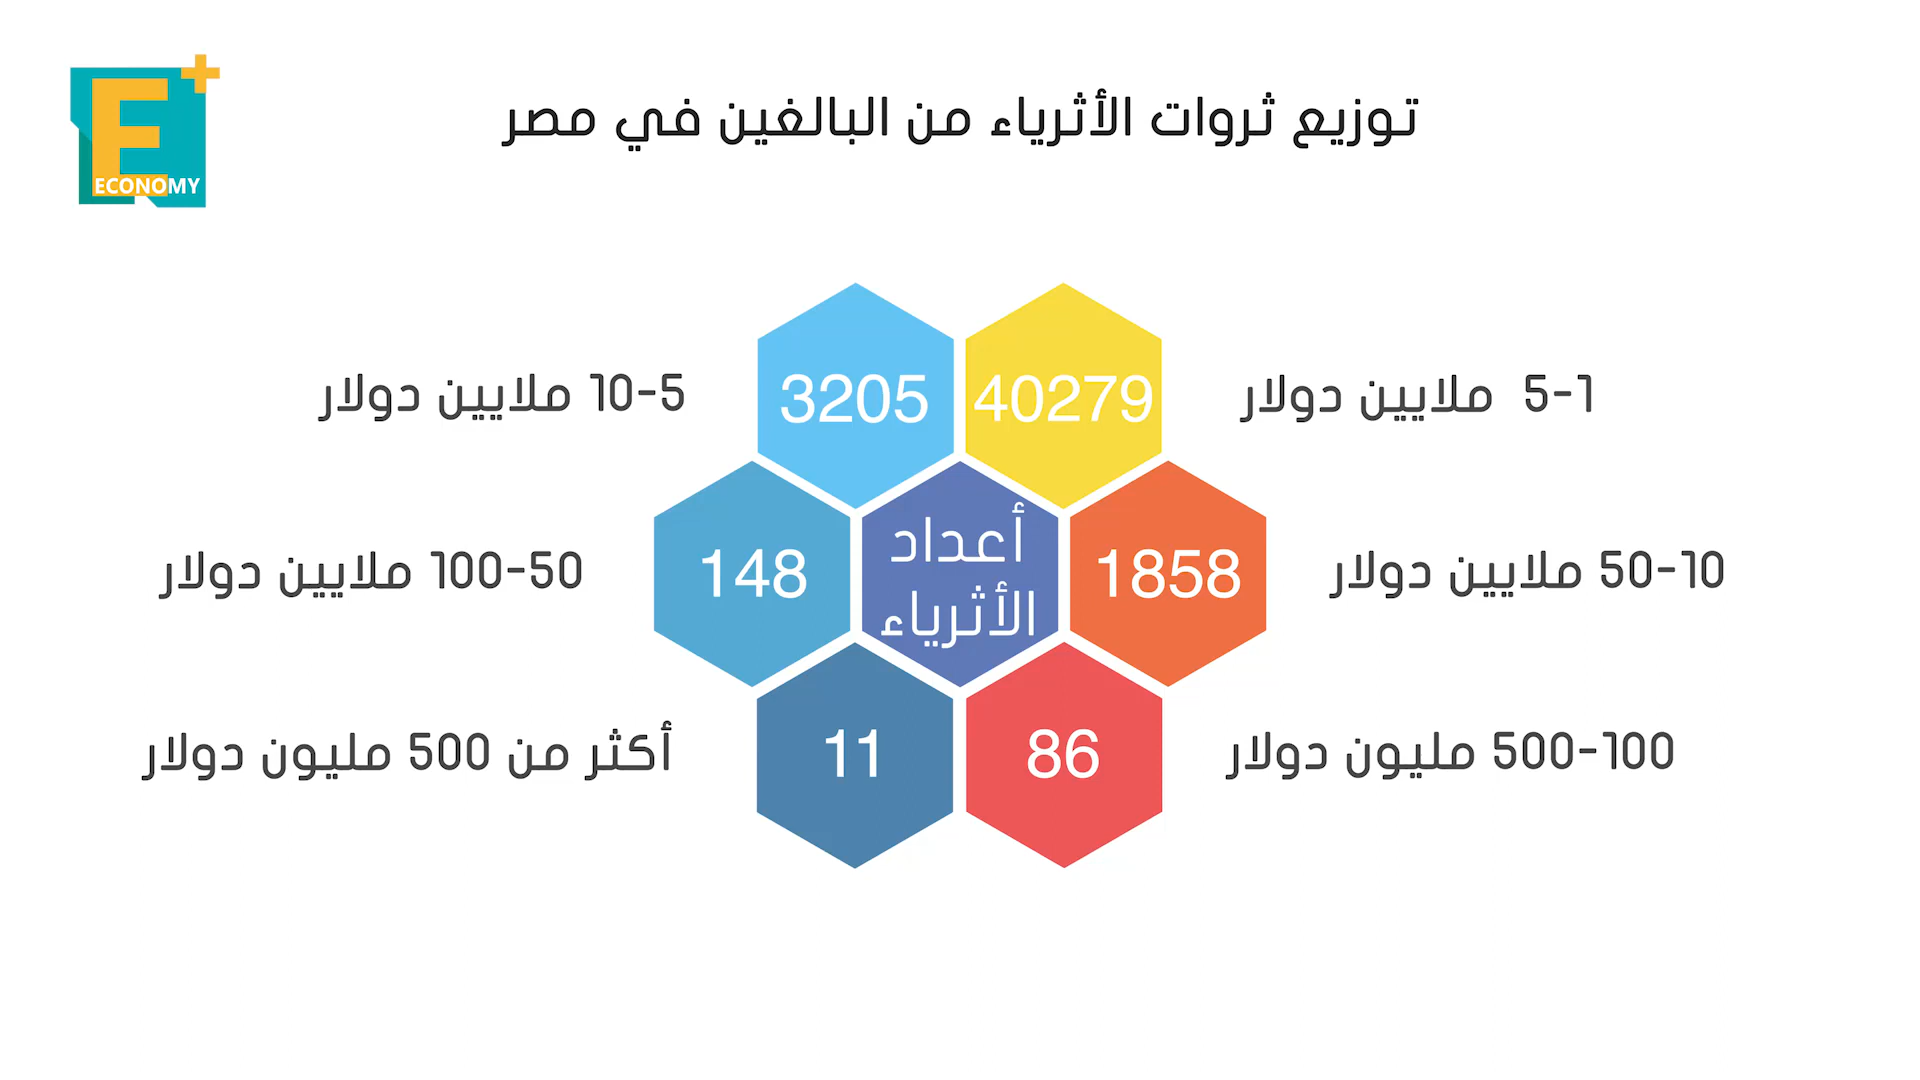 E+
ECONOMY
توزيع ثروات الأثرياء من البالغين في مصر
1-5 ملايين دولار
40279
3205
5-10 ملايين دولار
10-50 ملايين دولار
1858
أعداد
الأثرياء
148
50-100 ملايين دولار
100-500 مليون دولار
86
11
أكثر من 500 مليون دولار